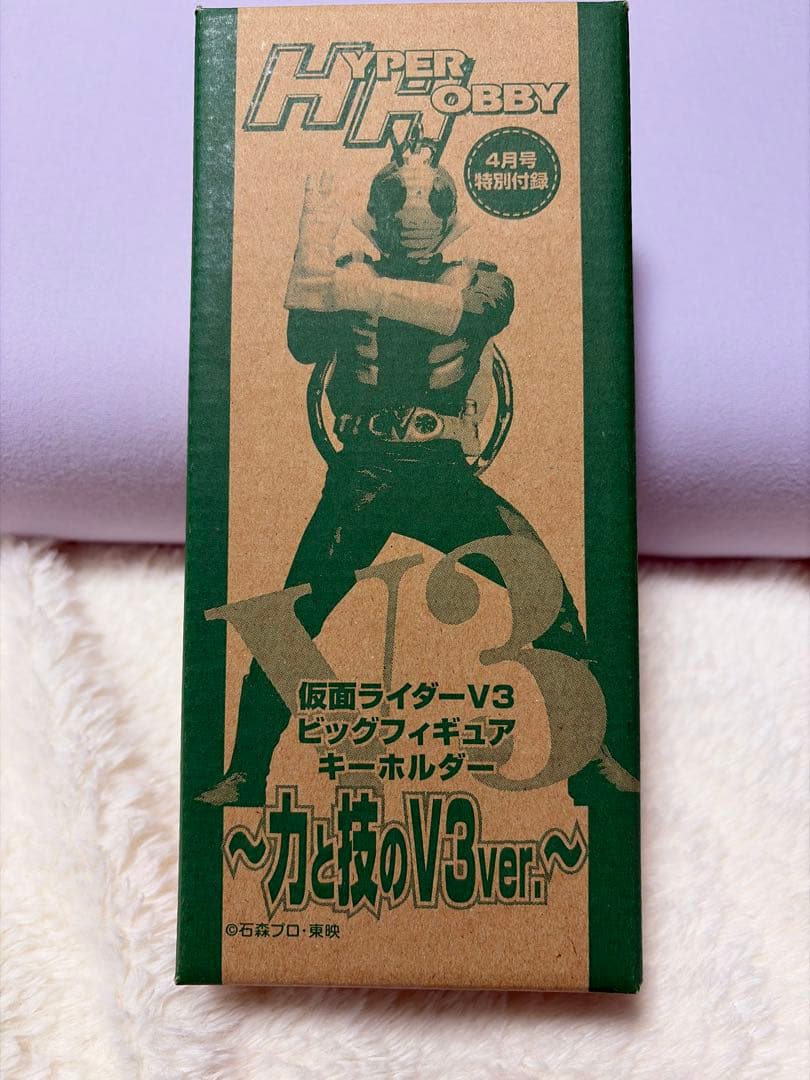 HYPER
HOBBY
4月号
特別付録
V3
仮面ライダーV3
ビッグフィギュア
キーホルダー
～力と技のV3ver.～
©石森プロ・東映